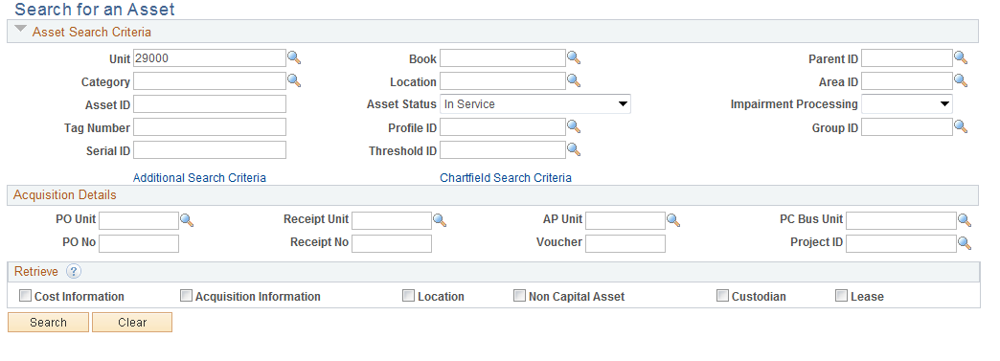 Search for an Asset
Asset Search Criteria
Unit 29000 Book Parent ID
Category Location Area ID
Asset ID Asset Status In Service Impairment Processing
Tag Number Profile ID Group ID
Serial ID Threshold ID
Additional Search Criteria Chartfield Search Criteria
Acquisition Details
PO Unit Receipt Unit AP Unit PC Bus Unit
PO No Receipt No Voucher Project ID
Retrieve ?
Cost Information Acquisition Information Location Non Capital Asset Custodian Lease
Search Clear